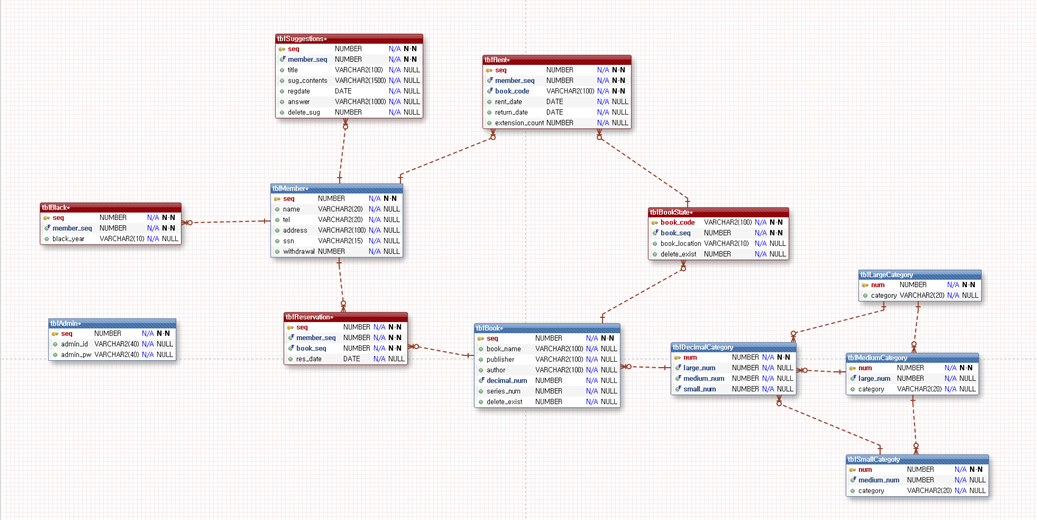 tblSuggestions*
seq NUMBER N/A N-N
member_seq NUMBER N/A N-N
title VARCHAR2(100) N/A NULL
sug_contents VARCHAR2(1500) N/A NULL
regdate DATE N/A NULL
answer VARCHAR2(1000) N/A NULL
delete_sug NUMBER N/A NULL
tblRent*
seq NUMBER N/A N-N
member_seq NUMBER N/A N-N
book_code VARCHAR2(100) N/A N-N
rent_date DATE N/A NULL
return_date DATE N/A NULL
extension_count NUMBER N/A NULL
tblMember*
seq NUMBER N/A N-N
name VARCHAR2(20) N/A NULL
tel VARCHAR2(20) N/A NULL
address VARCHAR2(100) N/A NULL
ssn VARCHAR2(15) N/A NULL
withdrawal NUMBER N/A NULL
tblBlack*
seq NUMBER N/A N-N
member_seq NUMBER N/A N-N
black_year VARCHAR2(10) N/A NULL
tblBookState*
book_code VARCHAR2(100) N/A N-N
book_seq NUMBER N/A N-N
book_location VARCHAR2(10) N/A NULL
delete_exist NUMBER N/A NULL
tblLargeCategory
num NUMBER N/A N-N
category VARCHAR2(20) N/A NULL
tblAdmin*
seq NUMBER N/A N-N
admin_id VARCHAR2(40) N/A N-N
admin_pw VARCHAR2(40) N/A N-N
tblReservation*
seq NUMBER N/A N-N
member_seq NUMBER N/A N-N
book_seq NUMBER N/A N-N
res_date DATE N/A NULL
tblBook*
seq NUMBER N/A N-N
book_name VARCHAR2(100) N/A NULL
publisher VARCHAR2(100) N/A NULL
author VARCHAR2(100) N/A NULL
decimal_num NUMBER N/A NULL
series_num NUMBER N/A NULL
delete_exist NUMBER N/A NULL
tblDecimalCategory
num NUMBER N/A N-N
large_num NUMBER N/A NULL
medium_num NUMBER N/A NULL
small_num NUMBER N/A NULL
tblMediumCategory
num NUMBER N/A N-N
large_num NUMBER N/A NULL
category VARCHAR2(20) N/A NULL
tblSmallCategoty
num NUMBER N/A N-N
medium_num NUMBER N/A NULL
category VARCHAR2(20) N/A NULL